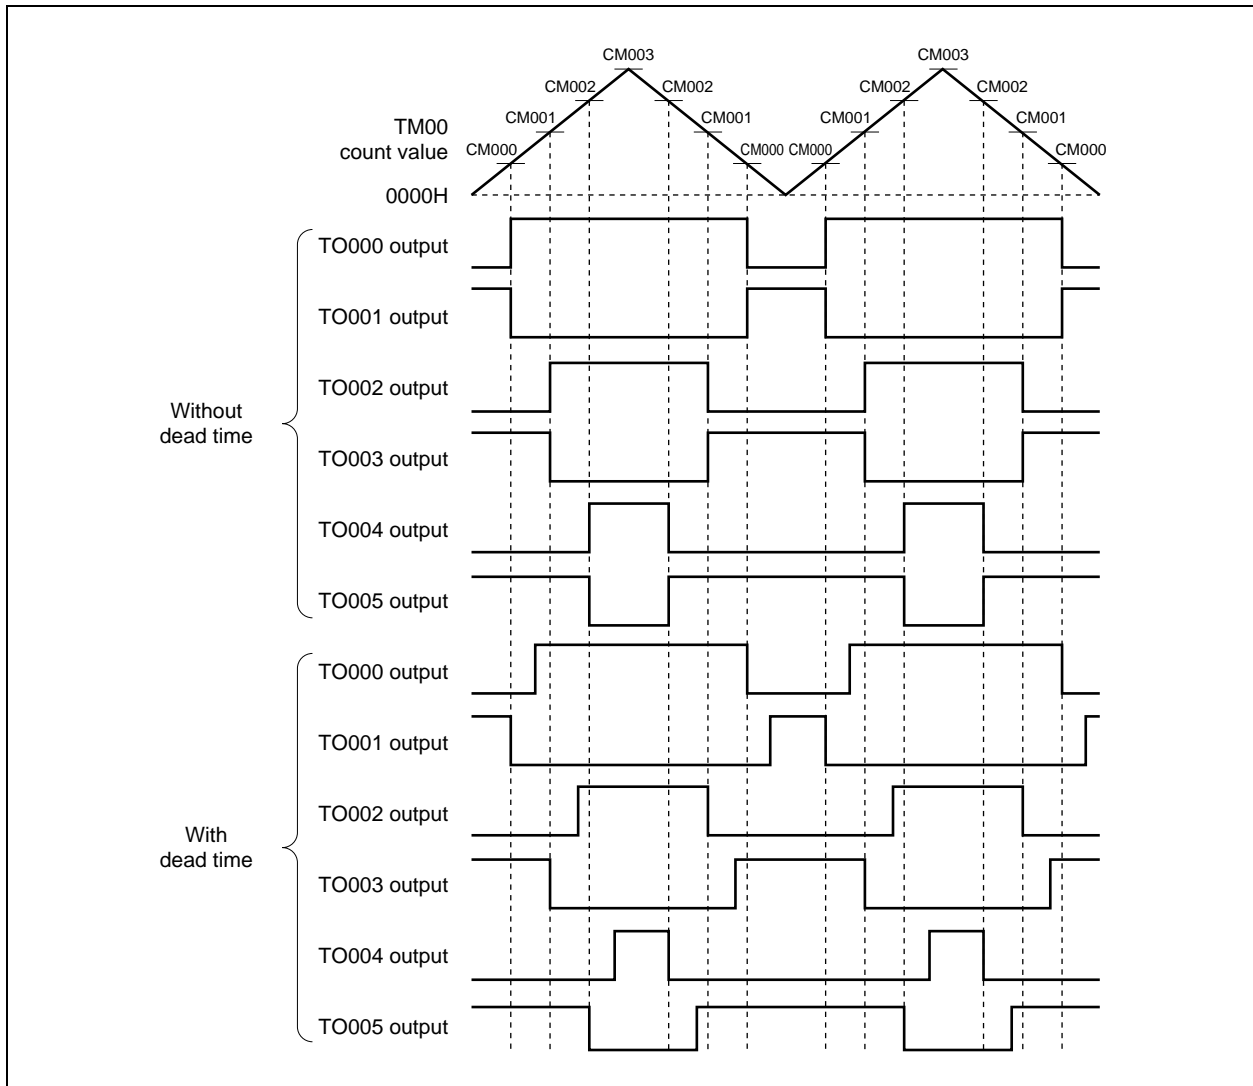 CM003 CM003
CM002 CM002 CM002 CM002
CM001 CM001 CM001 CM001
TM00
count value
CM000 CM000 CM000 CM000
0000H
Without
dead time
TO000 output
TO001 output
TO002 output
TO003 output
TO004 output
TO005 output
With
dead time
TO000 output
TO001 output
TO002 output
TO003 output
TO004 output
TO005 output